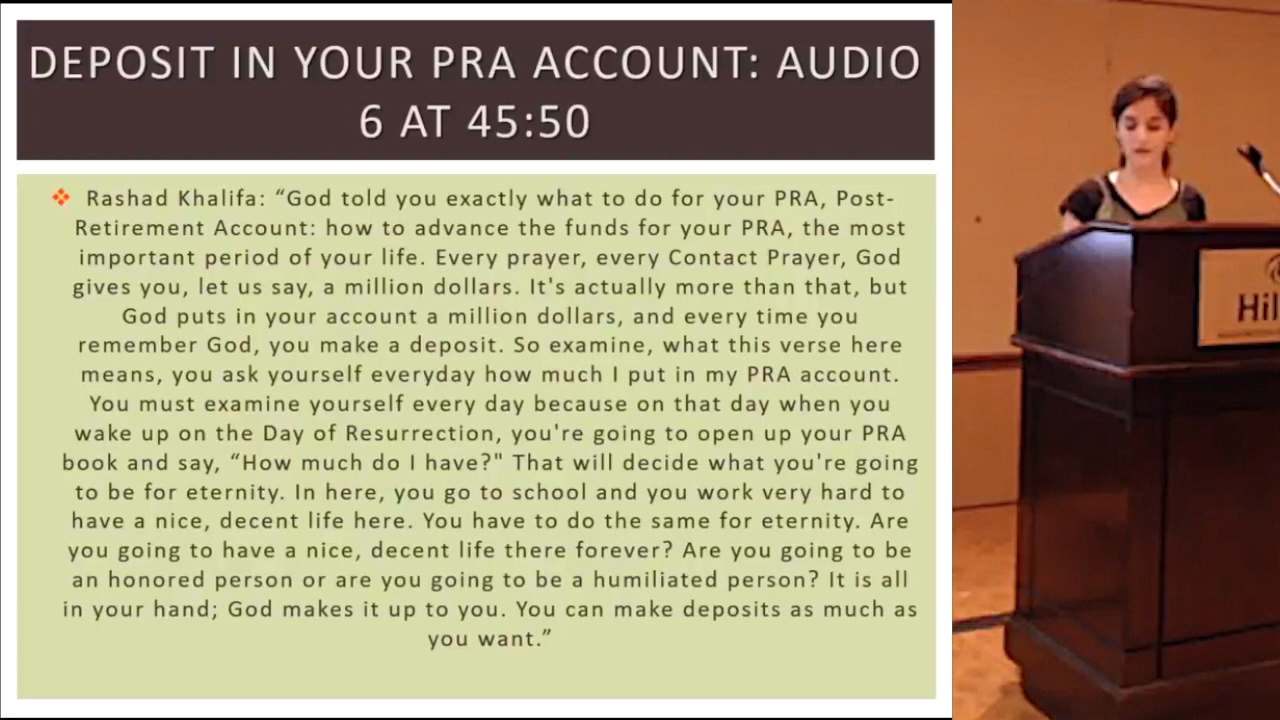 DEPOSIT IN YOUR PRA ACCOUNT: AUDIO
6 AT 45:50
Rashad Khalifa: “God told you exactly what to do for your PRA, Post-
Retirement Account: how to advance the funds for your PRA, the most
important period of your life. Every prayer, every Contact Prayer, God
gives you, let us say, a million dollars. It's actually more than that, but
God puts in your account a million dollars, and every time you
remember God, you make a deposit. So examine, what this verse here
means, you ask yourself everyday how much I put in my PRA account.
You must examine yourself every day because on that day when you
wake up on the Day of Resurrection, you're going to open up your PRA
book and say, “How much do I have?" That will decide what you're going
to be for eternity. In here, you go to school and you work very hard to
have a nice, decent life here. You have to do the same for eternity. Are
you going to have a nice, decent life there forever? Are you going to be
an honored person or are you going to be a humiliated person? It is all
in your hand; God makes it up to you. You can make deposits as much as
you want.”
Hil